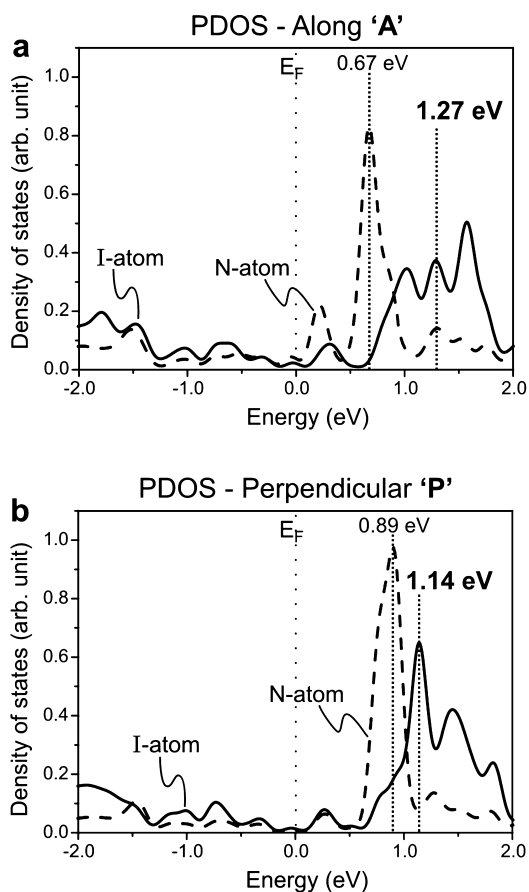 PDOS - Along ‘A’
a
E_F
0.67 eV
1.27 eV
Density of states (arb. unit)
1.0
0.8
0.6
0.4
0.2
0.0
I-atom
N-atom
-2.0
-1.0
0.0
1.0
2.0
Energy (eV)
PDOS - Perpendicular ‘P’
b
E_F
0.89 eV
1.14 eV
Density of states (arb. unit)
1.0
0.8
0.6
0.4
0.2
0.0
N-atom
I-atom
-2.0
-1.0
0.0
1.0
2.0
Energy (eV)